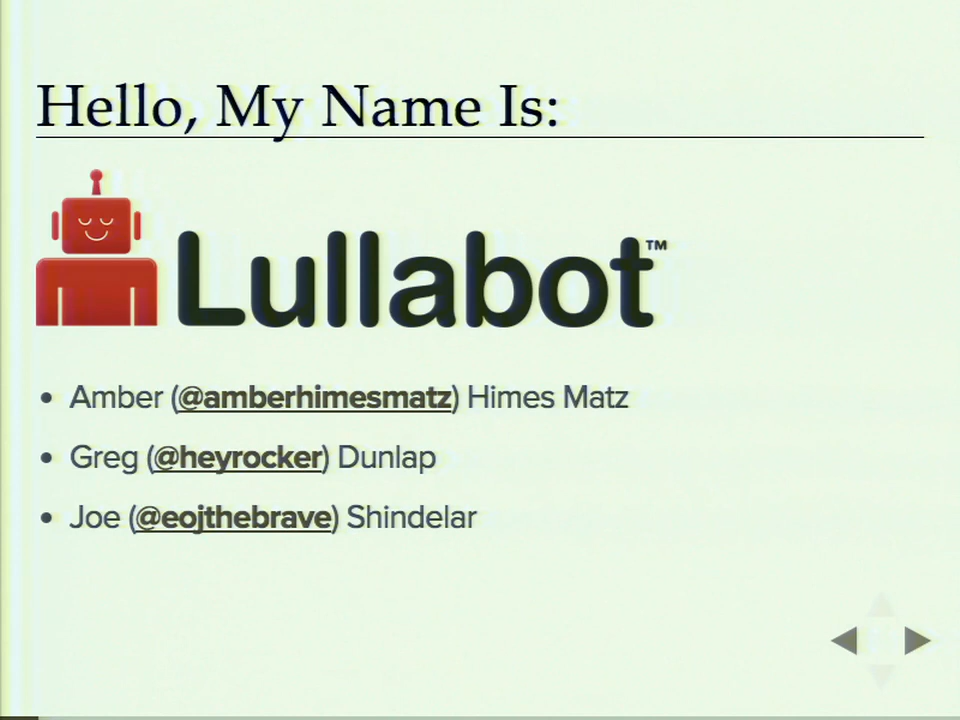 Hello, My Name Is:
Lullabot™
• Amber (@amberhimesmatz) Himes Matz
• Greg (@heyrocker) Dunlap
• Joe (@eojthebrave) Shindelar